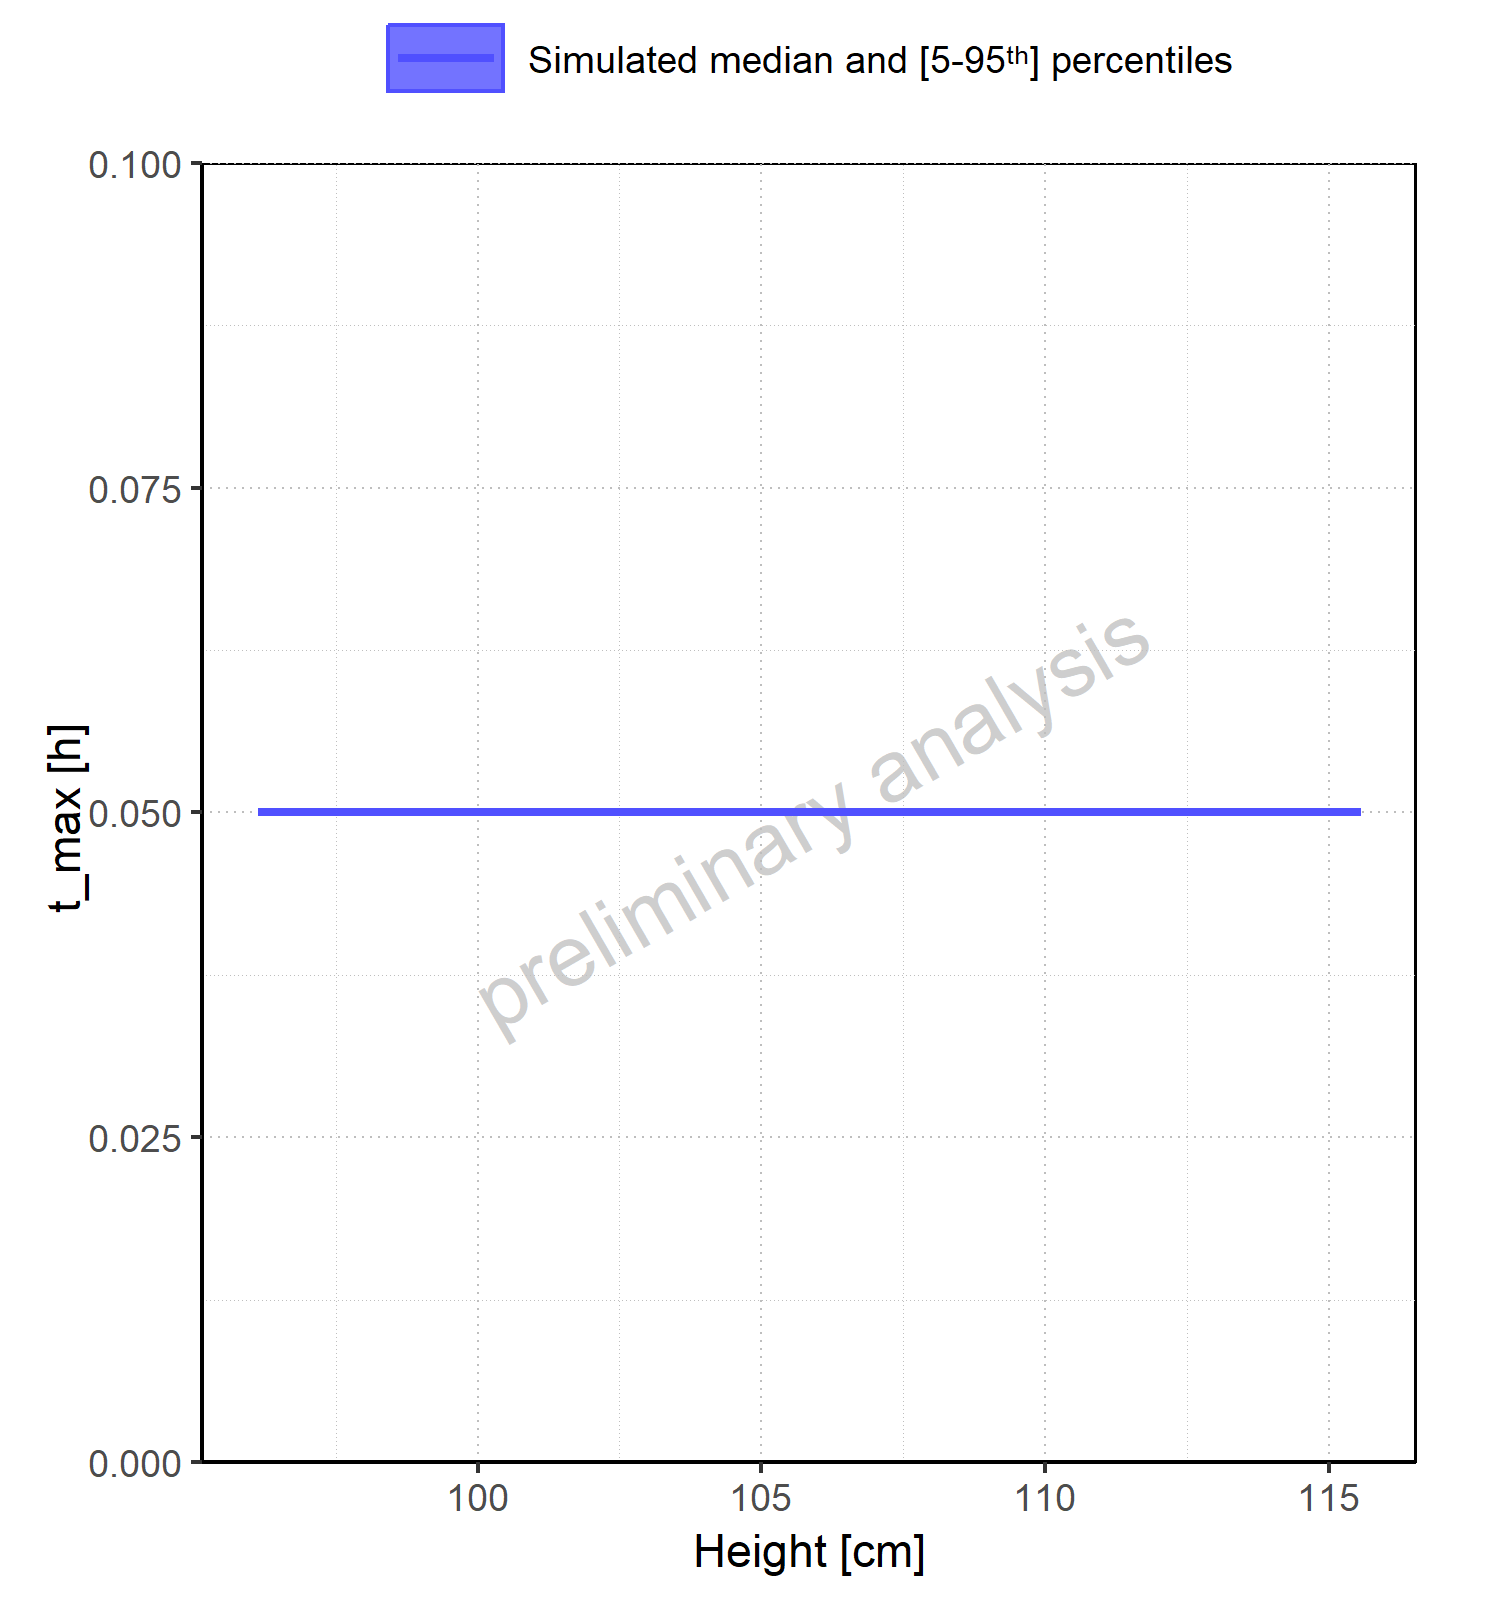 Simulated median and [5-95th] percentiles
0.100
0.075
0.050
0.025
0.000
t_max [h]
preliminary analysis
100 105 110 115
Height [cm]